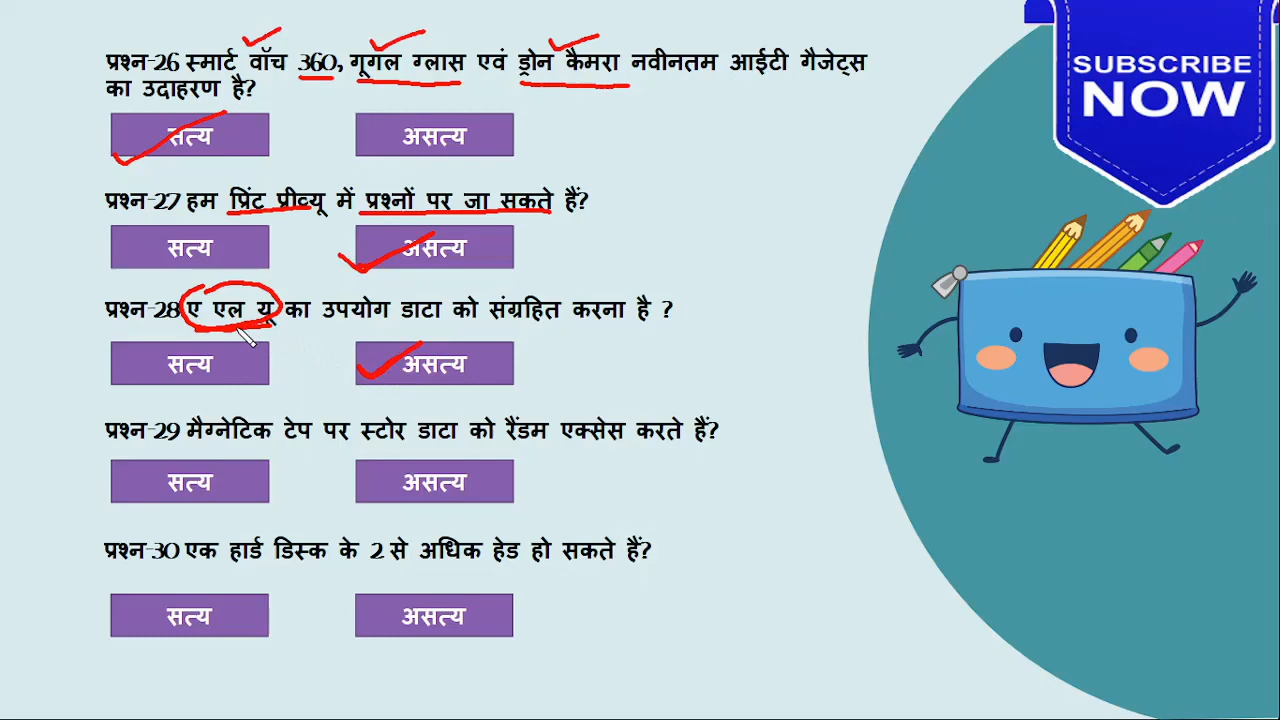 प्रश्न-26 स्मार्ट वॉच 360, गूगल ग्लास एवं ड्रोन कैमरा नवीनतम आईटी गैजेट्स
का उदाहरण है?
सत्य असत्य
प्रश्न-27 हम प्रिंट प्रीव्यू में प्रश्नों पर जा सकते हैं?
सत्य असत्य
प्रश्न-28 ए एल यू का उपयोग डाटा को संग्रहित करना है ?
सत्य असत्य
प्रश्न-29 मैग्नेटिक टेप पर स्टोर डाटा को रैंडम एक्सेस करते हैं?
सत्य असत्य
प्रश्न-30 एक हार्ड डिस्क के 2 से अधिक हेड हो सकते हैं?
सत्य असत्य
SUBSCRIBE
NOW